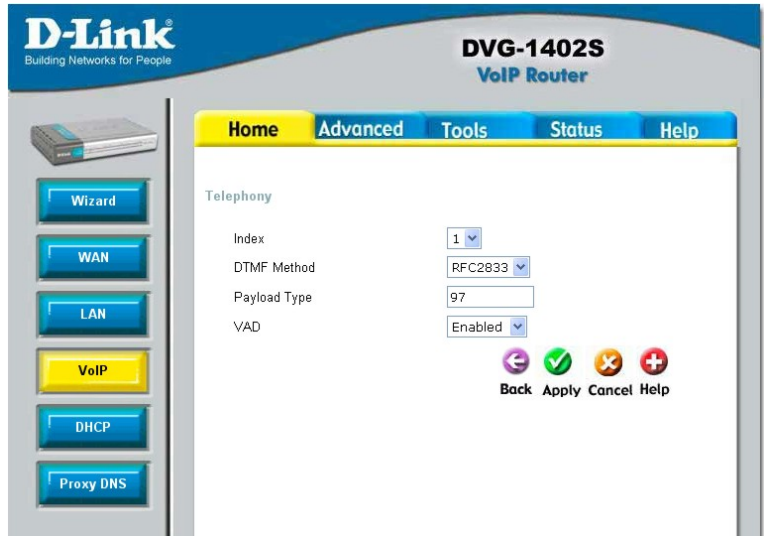 D-Link®
Building Networks for People
DVG-1402S
VoIP Router
Home Advanced Tools Status Help
Wizard
WAN
LAN
VoIP
DHCP
Proxy DNS
Telephony
Index 1
DTMF Method RFC2833
Payload Type 97
VAD Enabled
Back Apply Cancel Help